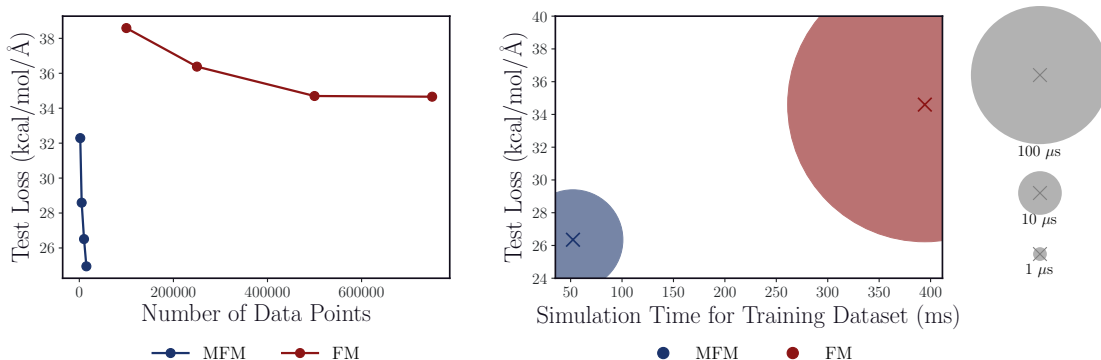 Test Loss (kcal/mol/Å)
38
36
34
32
30
28
26
0
200000
400000
600000
Number of Data Points
MFM
FM
Test Loss (kcal/mol/Å)
40
38
36
34
32
30
28
26
24
50
100
150
200
250
300
350
400
Simulation Time for Training Dataset (ms)
MFM
FM
100 μs
10 μs
1 μs